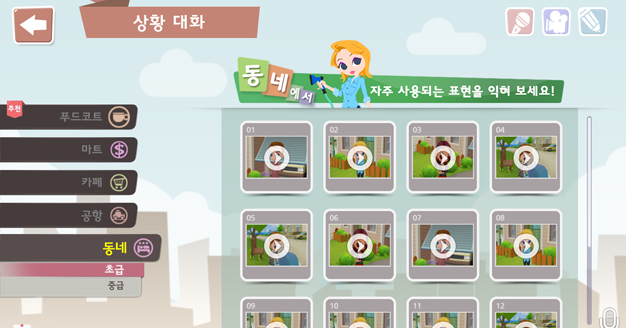 상황 대화
동네에서
자주 사용되는 표현을 익혀 보세요!
추천
푸드코트
마트
카페
공항
동네
초급
중급
01 02 03 04
05 06 07 08
09 10 11 12